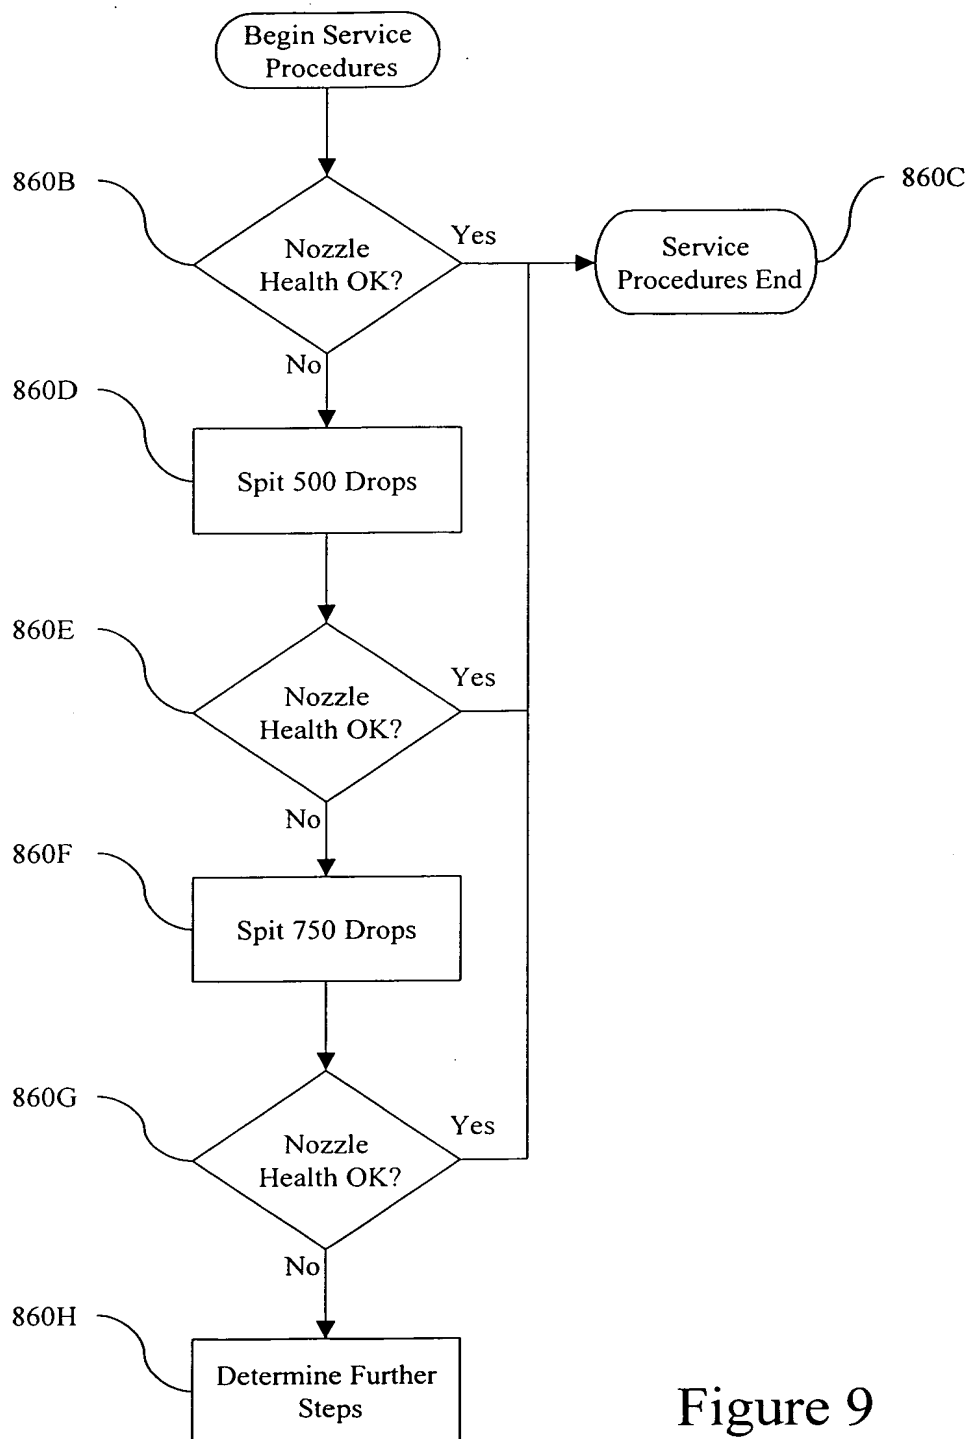 Begin Service
Procedures
860B
860C
Nozzle
Health OK?
Yes
Service
Procedures End
No
860D
Spit 500 Drops
860E
Nozzle
Health OK?
Yes
No
860F
Spit 750 Drops
860G
Nozzle
Health OK?
Yes
No
860H
Determine Further
Steps
Figure 9